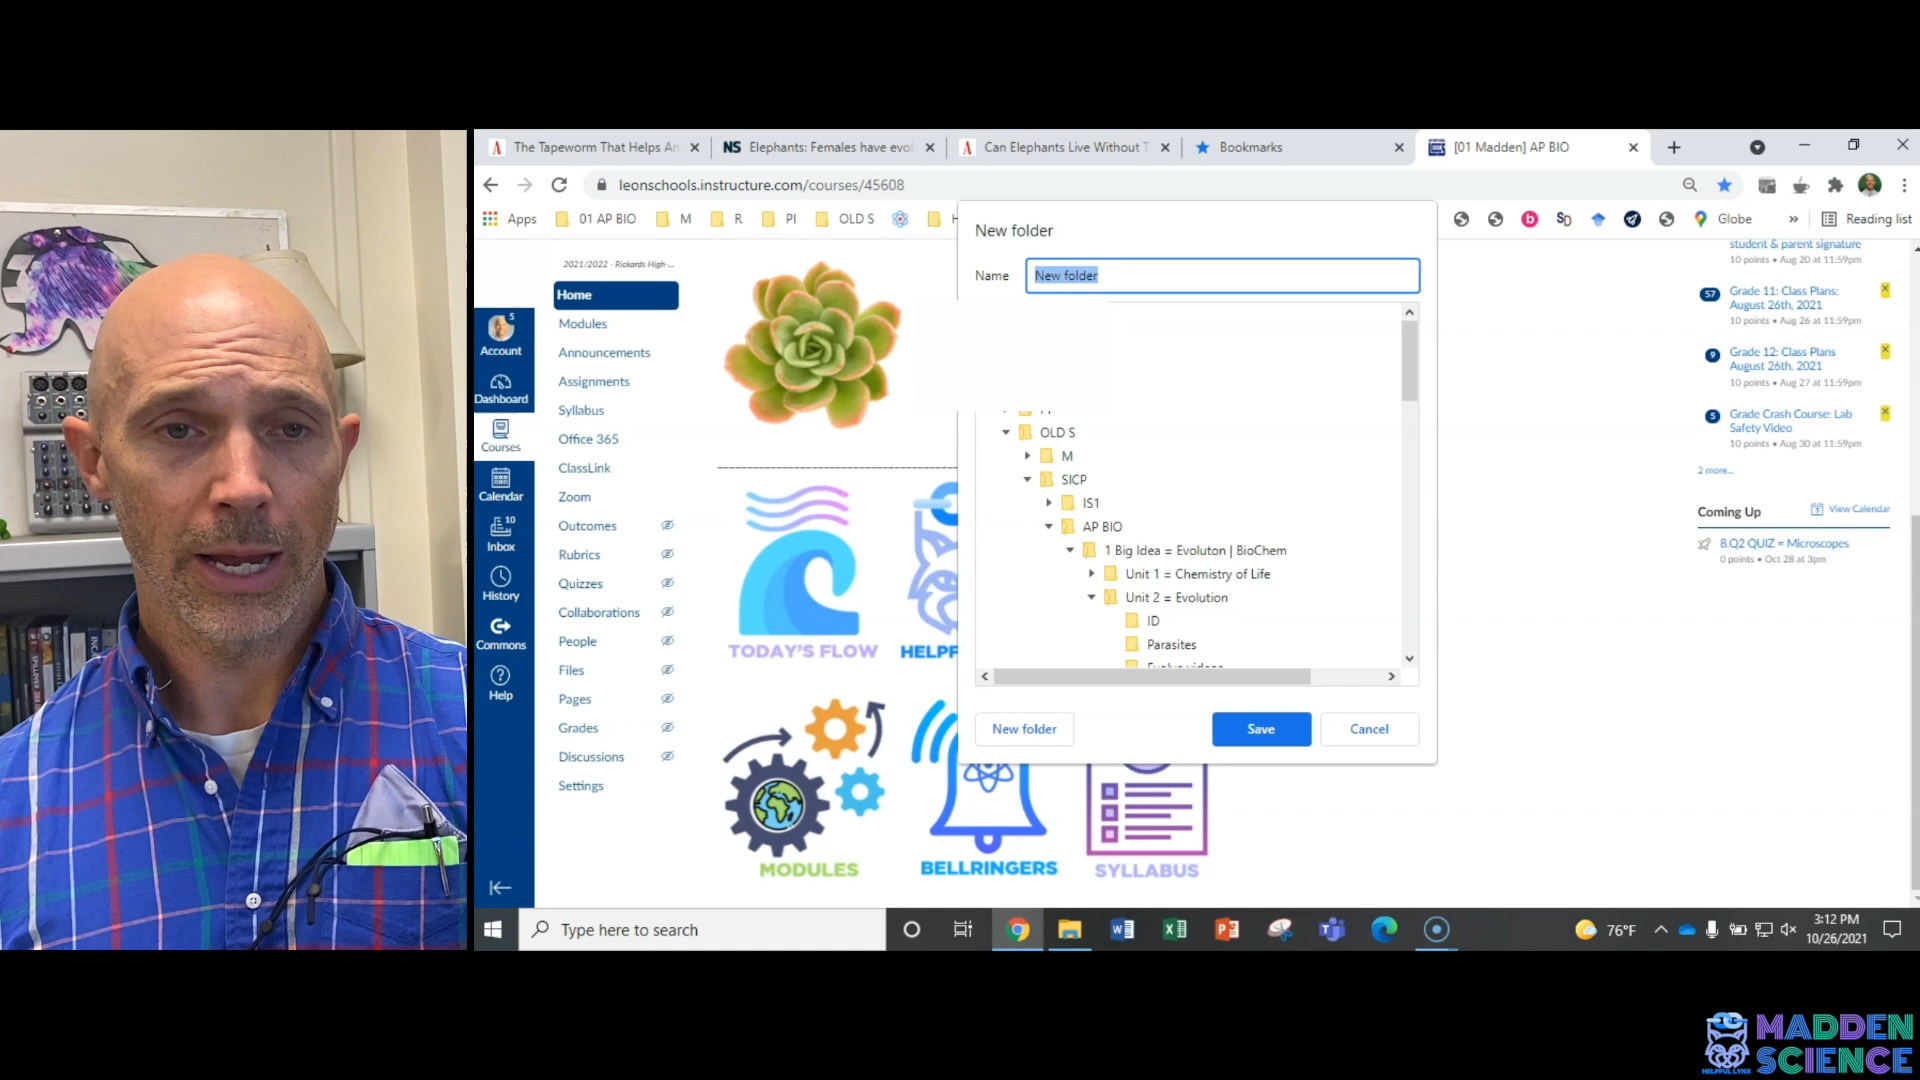 The Tapeworm That Helps An
NS Elephants: Females have evol
Can Elephants Live Without T
Bookmarks
[01 Madden] AP BIO
leonschools.instructure.com/courses/45608
Apps
01 AP BIO
M
R
PI
OLD S
H
b
SD
Globe
»
Reading list
New folder
Name
New folder
OLD S
M
SICP
IS1
AP BIO
1 Big Idea = Evoluton | BioChem
Unit 1 = Chemistry of Life
Unit 2 = Evolution
ID
Parasites
New folder
Save
Cancel
5
Account
Dashboard
Courses
Calendar
10
Inbox
History
Commons
Help
2021/2022 - Rickards High-...
Home
Modules
Announcements
Assignments
Syllabus
Office 365
ClassLink
Zoom
Outcomes
Rubrics
Quizzes
Collaborations
People
Files
Pages
Grades
Discussions
Settings
TODAY'S FLOW
HELPF
MODULES
BELLRINGERS
SYLLABUS
student & parent signature
10 points • Aug 20 at 11:59pm
57
Grade 11: Class Plans:
August 26th, 2021
10 points • Aug 26 at 11:59pm
9
Grade 12: Class Plans
August 26th, 2021
10 points • Aug 27 at 11:59pm
5
Grade Crash Course: Lab
Safety Video
10 points • Aug 30 at 11:59pm
2 more...
Coming Up
View Calendar
8.Q2 QUIZ = Microscopes
0 points • Oct 28 at 3pm
Type here to search
76°F
3:12 PM
10/26/2021
MADDEN
SCIENCE
HELPFUL LYNX